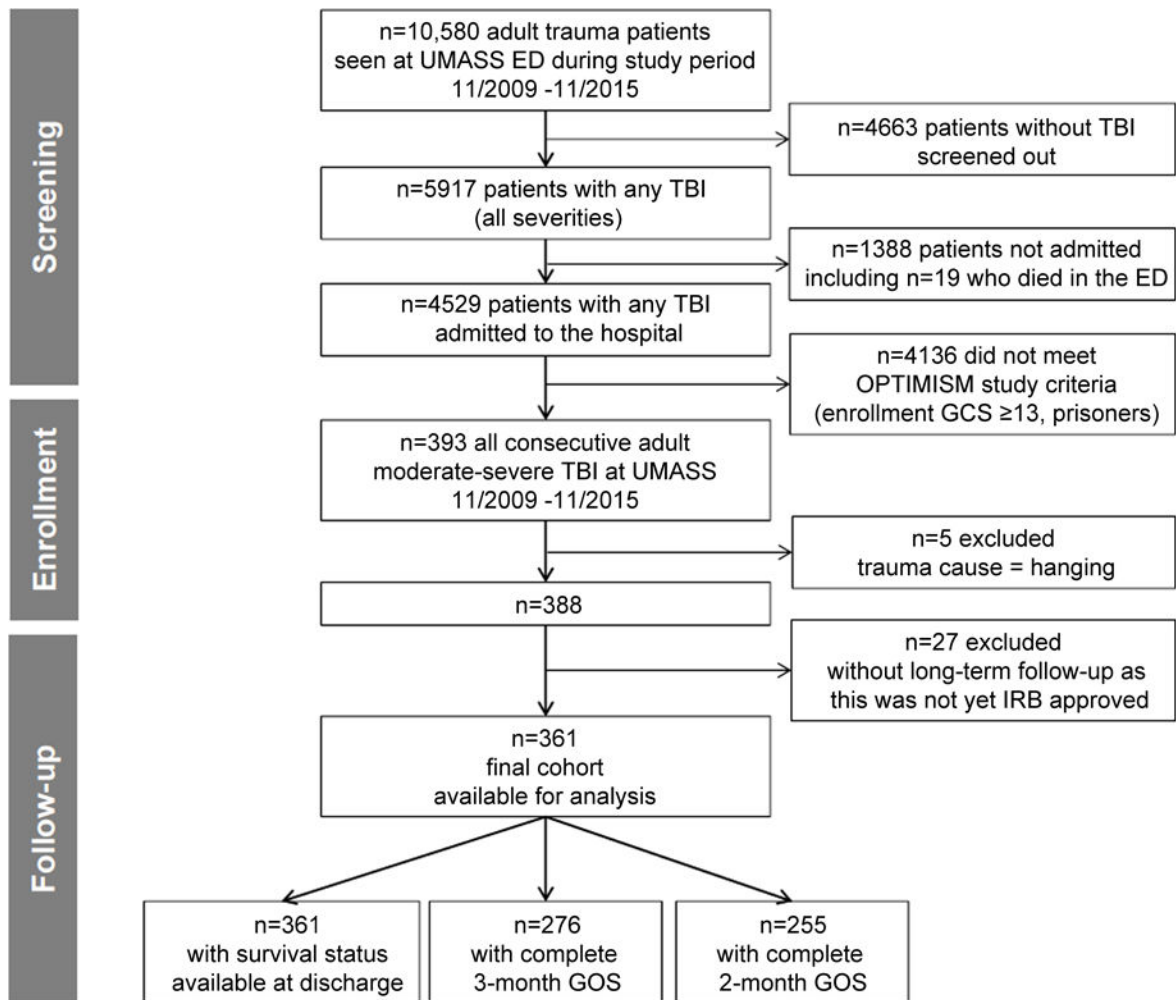 Screening
n=10,580 adult trauma patients
seen at UMASS ED during study period
11/2009 -11/2015
n=4663 patients without TBI
screened out
n=5917 patients with any TBI
(all severities)
n=1388 patients not admitted
including n=19 who died in the ED
n=4529 patients with any TBI
admitted to the hospital
n=4136 did not meet
OPTIMISM study criteria
(enrollment GCS ≥13, prisoners)
Enrollment
n=393 all consecutive adult
moderate-severe TBI at UMASS
11/2009 -11/2015
n=5 excluded
trauma cause = hanging
n=388
Follow-up
n=27 excluded
without long-term follow-up as
this was not yet IRB approved
n=361
final cohort
available for analysis
n=361
with survival status
available at discharge
n=276
with complete
3-month GOS
n=255
with complete
2-month GOS